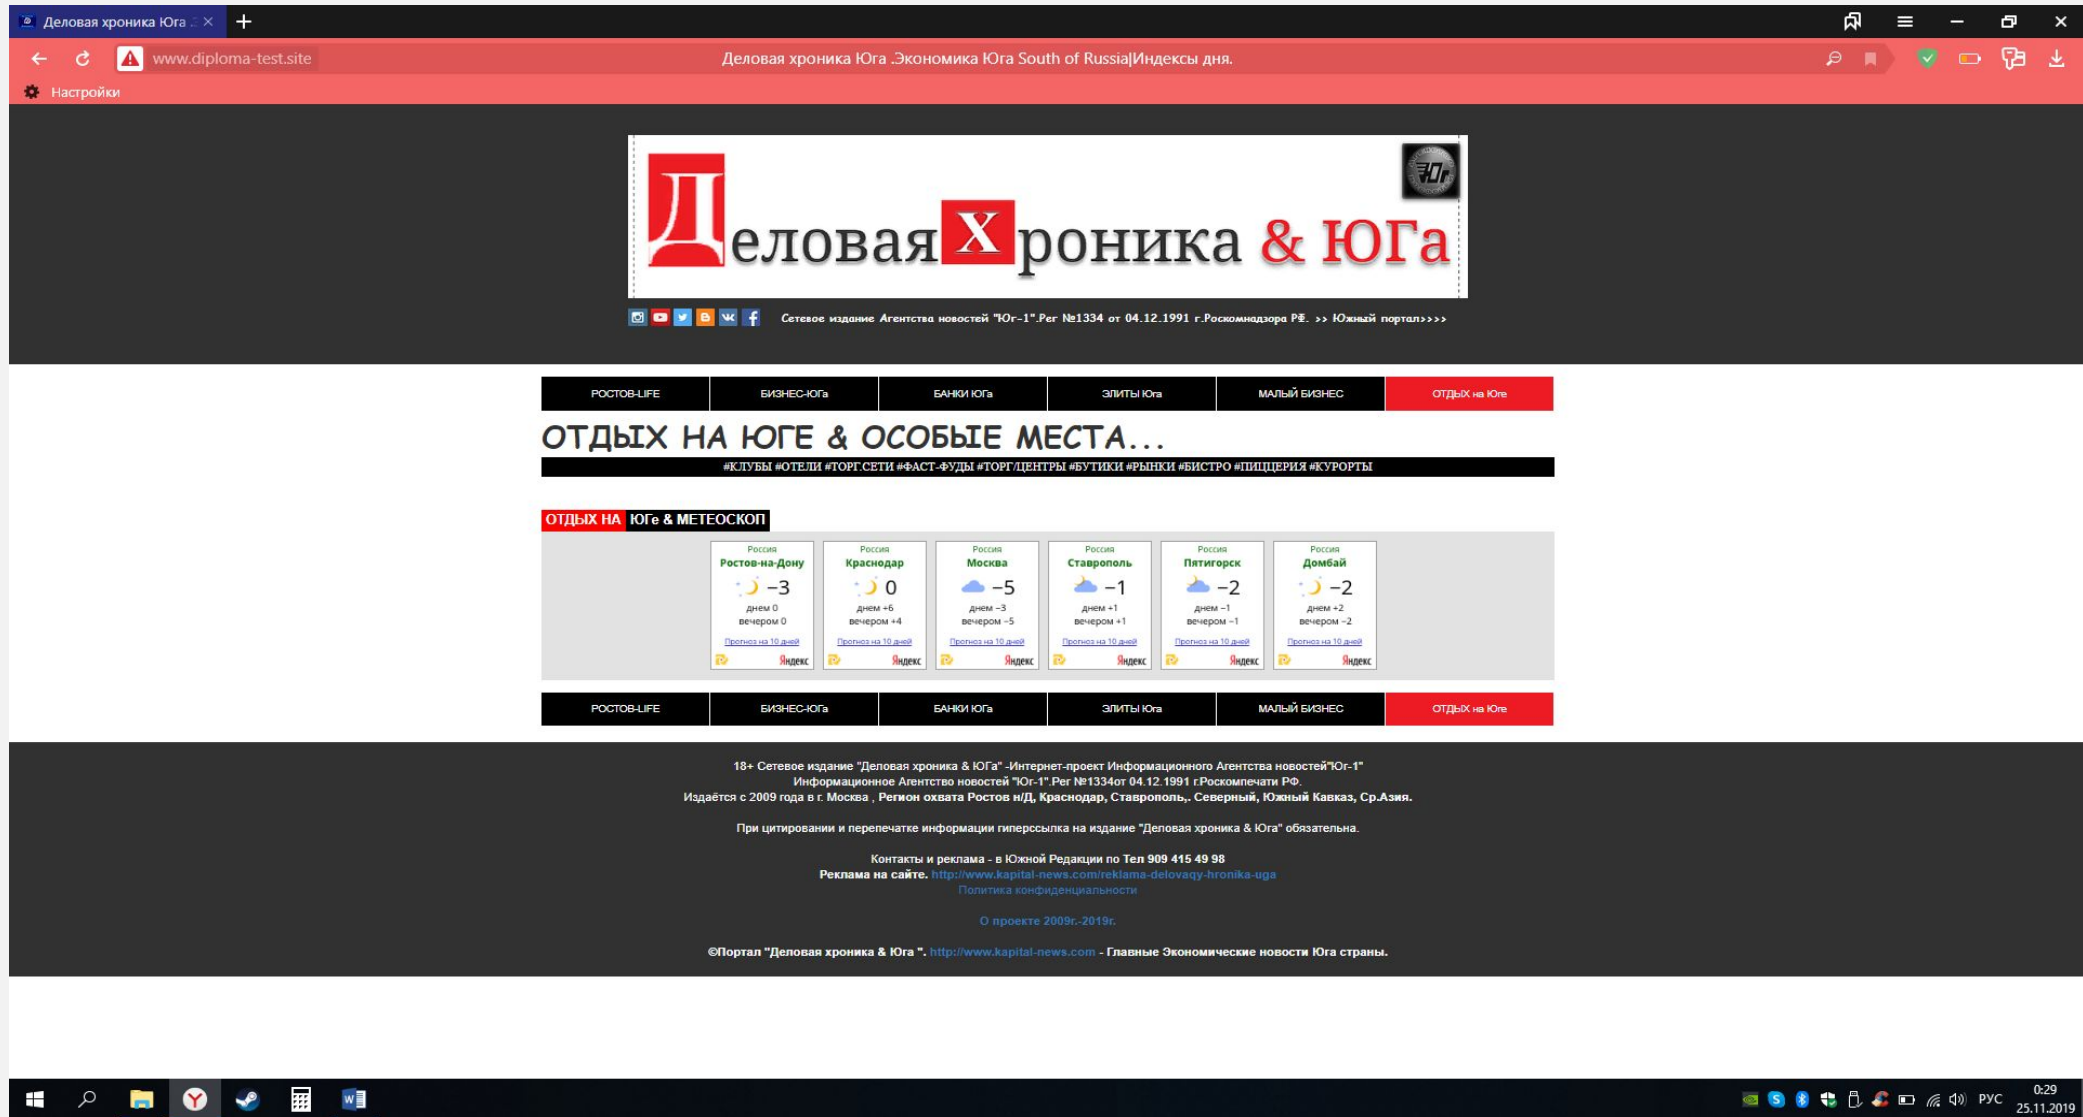 Деловая хроника Юга .Э
www.diploma-test.site
Деловая хроника Юга .Экономика Юга South of Russia|Индексы дня.
Настройки
Деловая Хроника & ЮГа
Юг
Сетевое издание Агентства новостей "Юг-1".Рег №1334 от 04.12.1991 г.Роскомнадзора РФ. >> Южный портал>>>>
РОСТОВ-LIFE БИЗНЕС-ЮГа БАНКИ ЮГа ЭЛИТЫ Юга МАЛЫЙ БИЗНЕС ОТДЫХ на Юге
ОТДЫХ НА ЮГЕ & ОСОБЫЕ МЕСТА...
#КЛУБЫ #ОТЕЛИ #ТОРГ.СЕТИ #ФАСТ-ФУДЫ #ТОРГ/ЦЕНТРЫ #БУТИКИ #РЫНКИ #БИСТРО #ПИЦЦЕРИЯ #КУРОРТЫ
ОТДЫХ НА ЮГе & МЕТЕОСКОП
Россия Россия Россия Россия Россия Россия
Ростов-на-Дону Краснодар Москва Ставрополь Пятигорск Домбай
−3 0 −5 −1 −2 −2
днем 0 днем +6 днем −3 днем +1 днем −1 днем +2
вечером 0 вечером +4 вечером −5 вечером +1 вечером −1 вечером −2
Прогноз на 10 дней Прогноз на 10 дней Прогноз на 10 дней Прогноз на 10 дней Прогноз на 10 дней Прогноз на 10 дней
Яндекс Яндекс Яндекс Яндекс Яндекс Яндекс
РОСТОВ-LIFE БИЗНЕС-ЮГа БАНКИ ЮГа ЭЛИТЫ Юга МАЛЫЙ БИЗНЕС ОТДЫХ на Юге
18+ Сетевое издание "Деловая хроника & ЮГа" -Интернет-проект Информационного Агентства новостей"Юг-1"
Информационное Агентство новостей "Юг-1".Рег №1334от 04.12.1991 г.Роскомпечати РФ.
Издаётся с 2009 года в г. Москва , Регион охвата Ростов н/Д, Краснодар, Ставрополь,. Северный, Южный Кавказ, Ср.Азия.
При цитировании и перепечатке информации гиперссылка на издание "Деловая хроника & Юга" обязательна.
Контакты и реклама - в Южной Редакции по Тел 909 415 49 98
Реклама на сайте. http://www.kapital-news.com/reklama-delovaqy-hronika-uga
Политика конфиденциальности
О проекте 2009г.-2019г.
©Портал "Деловая хроника & Юга ". http://www.kapital-news.com - Главные Экономические новости Юга страны.
РУС
0:29
25.11.2019